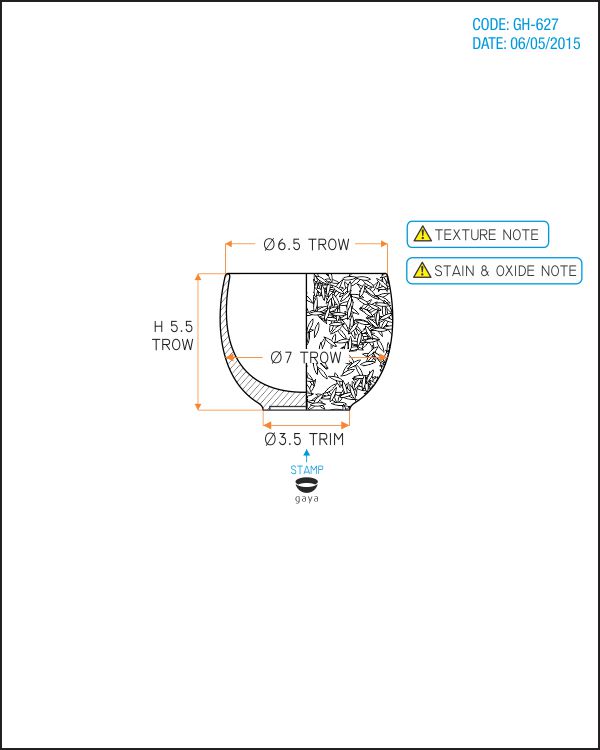 CODE: GH-627
DATE: 06/05/2015
Ø6.5 TROW
TEXTURE NOTE
STAIN & OXIDE NOTE
H 5.5
TROW
Ø7 TROW
Ø3.5 TRIM
STAMP
gaya